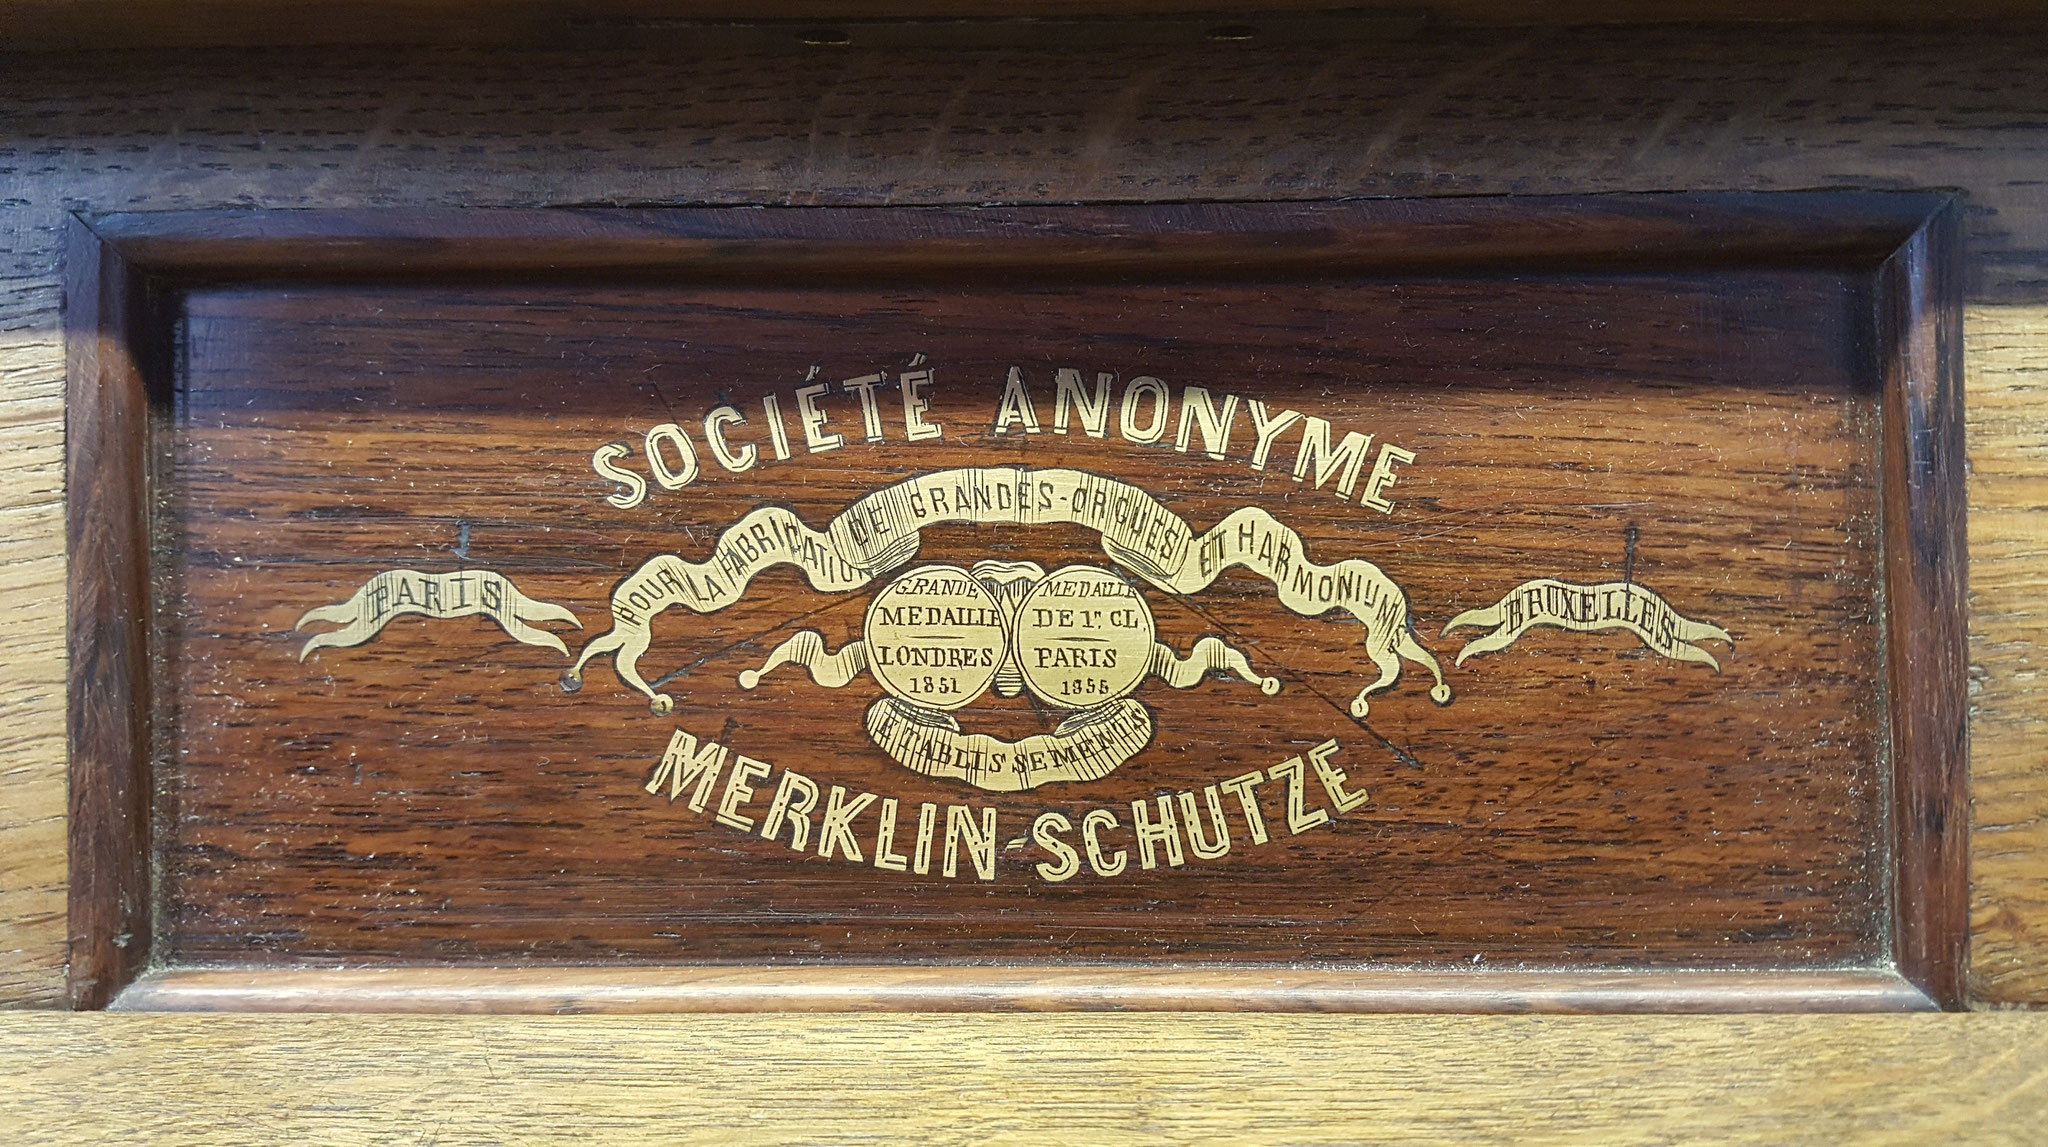 SOCIÉTÉ ANONYME
POUR LA FABRICATION DE GRANDES-ORGUES ET HARMONIUMS
PARIS
GRANDE
MEDAILLE
LONDRES
1851
MEDAILLE
DE 1RE CL.
PARIS
1855
BRUXELLES
ETABLISSEMENTS
MERKLIN-SCHUTZE